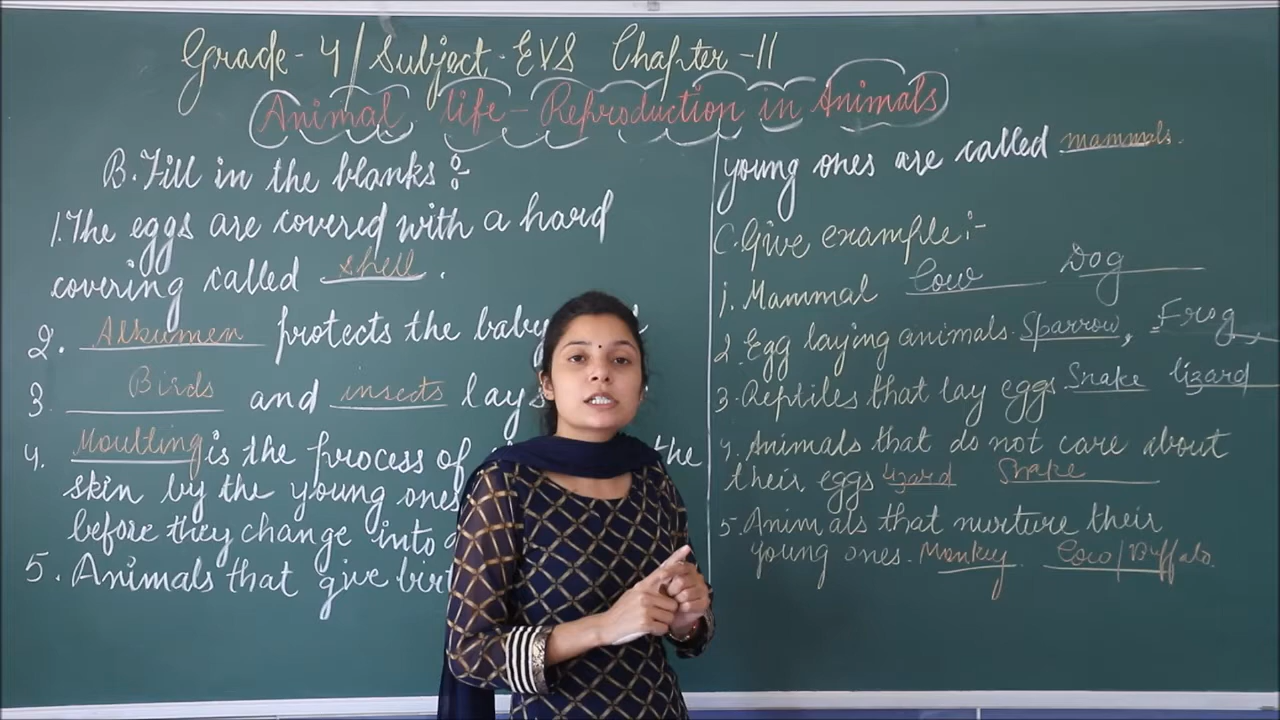 Grade-4/Subject-EVS Chapter-11
Animal life-Reproduction in Animals
B. Fill in the blanks :-
1. The eggs are covered with a hard
covering called shell.
2. Albumen protects the baby
3. Birds and insects lays
4. Moulting is the process of the
skin by the young ones
before they change into
5. Animals that give
young ones are called mammals.
C. Give example:-
1. Mammal Cow Dog
2. Egg laying animals. Sparrow, Frog
3. Reptiles that lay eggs Snake lizard
4. Animals that do not care about
their eggs lizard Snake
5. Animals that nurture their
young ones. Monkey. Cow/Buffalo.